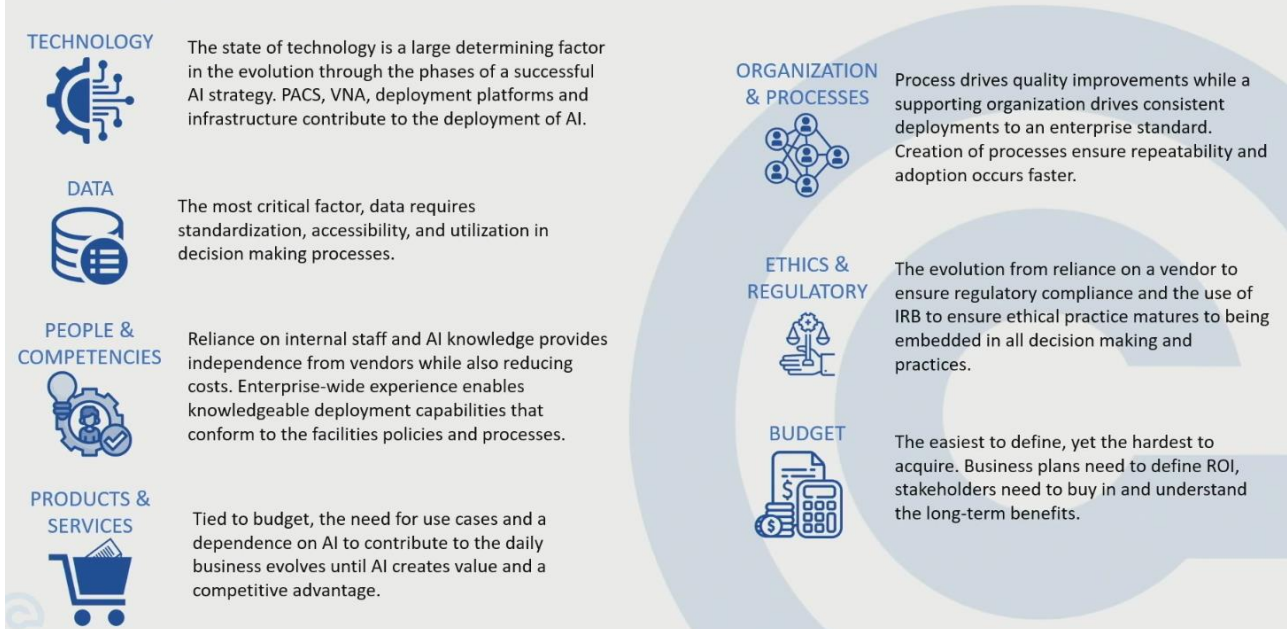 TECHNOLOGY
The state of technology is a large determining factor
in the evolution through the phases of a successful
AI strategy. PACS, VNA, deployment platforms and
infrastructure contribute to the deployment of AI.
DATA
The most critical factor, data requires
standardization, accessibility, and utilization in
decision making processes.
PEOPLE &
COMPETENCIES
Reliance on internal staff and AI knowledge provides
independence from vendors while also reducing
costs. Enterprise-wide experience enables
knowledgeable deployment capabilities that
conform to the facilities policies and processes.
PRODUCTS &
SERVICES
Tied to budget, the need for use cases and a
dependence on AI to contribute to the daily
business evolves until AI creates value and a
competitive advantage.
ORGANIZATION
& PROCESSES
Process drives quality improvements while a
supporting organization drives consistent
deployments to an enterprise standard.
Creation of processes ensure repeatability and
adoption occurs faster.
ETHICS &
REGULATORY
The evolution from reliance on a vendor to
ensure regulatory compliance and the use of
IRB to ensure ethical practice matures to being
embedded in all decision making and
practices.
BUDGET
The easiest to define, yet the hardest to
acquire. Business plans need to define ROI,
stakeholders need to buy in and understand
the long-term benefits.